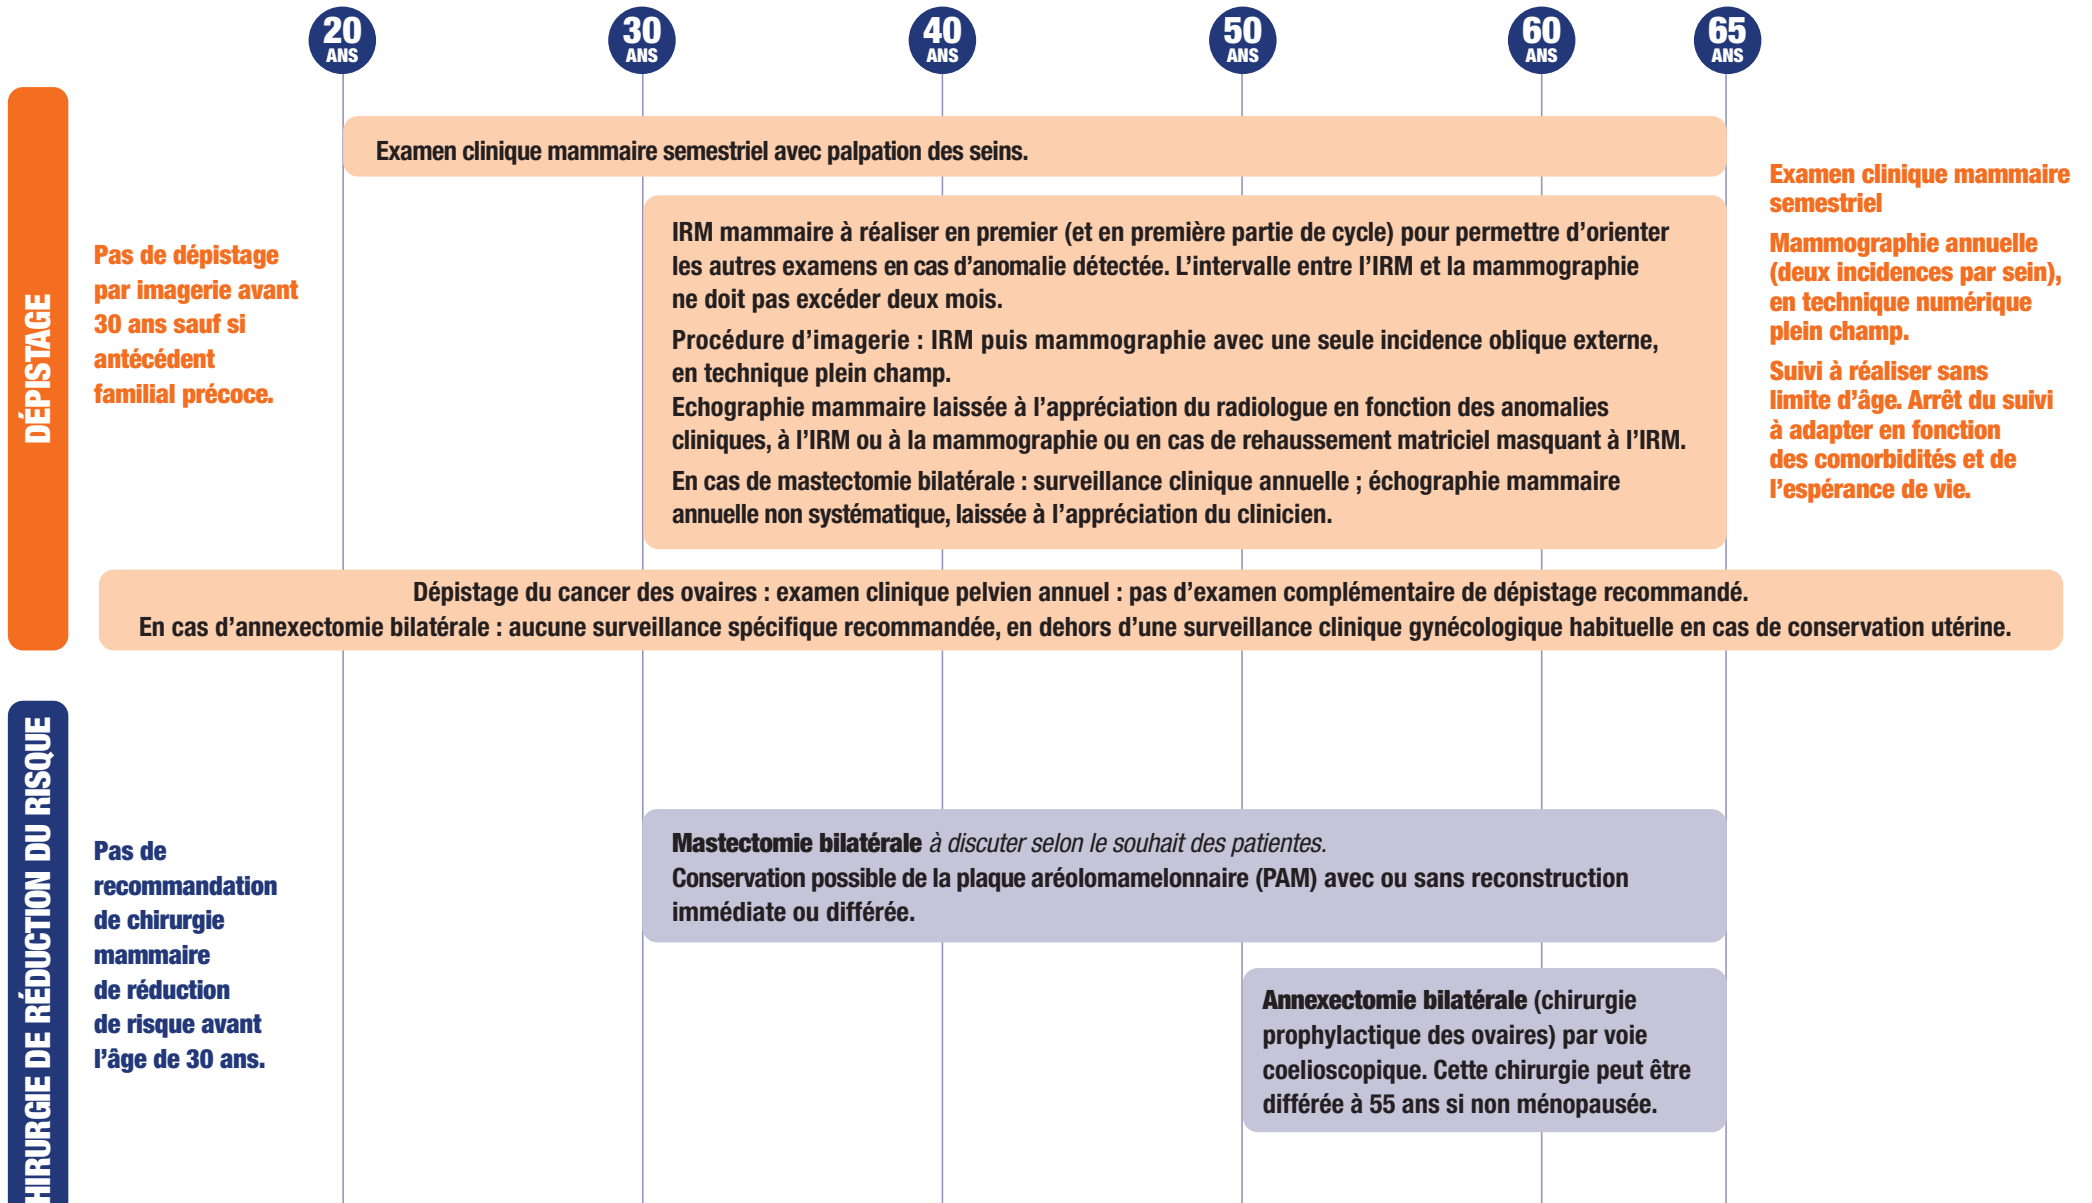 20
ANS
30
ANS
40
ANS
50
ANS
60
ANS
65
ANS
DÉPISTAGE
Pas de dépistage
par imagerie avant
30 ans sauf si
antécédent
familial précoce.
Examen clinique mammaire semestriel avec palpation des seins.
IRM mammaire à réaliser en premier (et en première partie de cycle) pour permettre d’orienter
les autres examens en cas d’anomalie détectée. L’intervalle entre l’IRM et la mammographie
ne doit pas excéder deux mois.
Procédure d’imagerie : IRM puis mammographie avec une seule incidence oblique externe,
en technique plein champ.
Echographie mammaire laissée à l’appréciation du radiologue en fonction des anomalies
cliniques, à l’IRM ou à la mammographie ou en cas de rehaussement matriciel masquant à l’IRM.
En cas de mastectomie bilatérale : surveillance clinique annuelle ; échographie mammaire
annuelle non systématique, laissée à l’appréciation du clinicien.
Examen clinique mammaire
semestriel
Mammographie annuelle
(deux incidences par sein),
en technique numérique
plein champ.
Suivi à réaliser sans
limite d’âge. Arrêt du suivi
à adapter en fonction
des comorbidités et de
l’espérance de vie.
Dépistage du cancer des ovaires : examen clinique pelvien annuel : pas d’examen complémentaire de dépistage recommandé.
En cas d’annexectomie bilatérale : aucune surveillance spécifique recommandée, en dehors d’une surveillance clinique gynécologique habituelle en cas de conservation utérine.
HIRURGIE DE RÉDUCTION DU RISQUE
Pas de
recommandation
de chirurgie
mammaire
de réduction
de risque avant
l’âge de 30 ans.
Mastectomie bilatérale à discuter selon le souhait des patientes.
Conservation possible de la plaque aréolomamelonnaire (PAM) avec ou sans reconstruction
immédiate ou différée.
Annexectomie bilatérale (chirurgie
prophylactique des ovaires) par voie
coelioscopique. Cette chirurgie peut être
différée à 55 ans si non ménopausée.